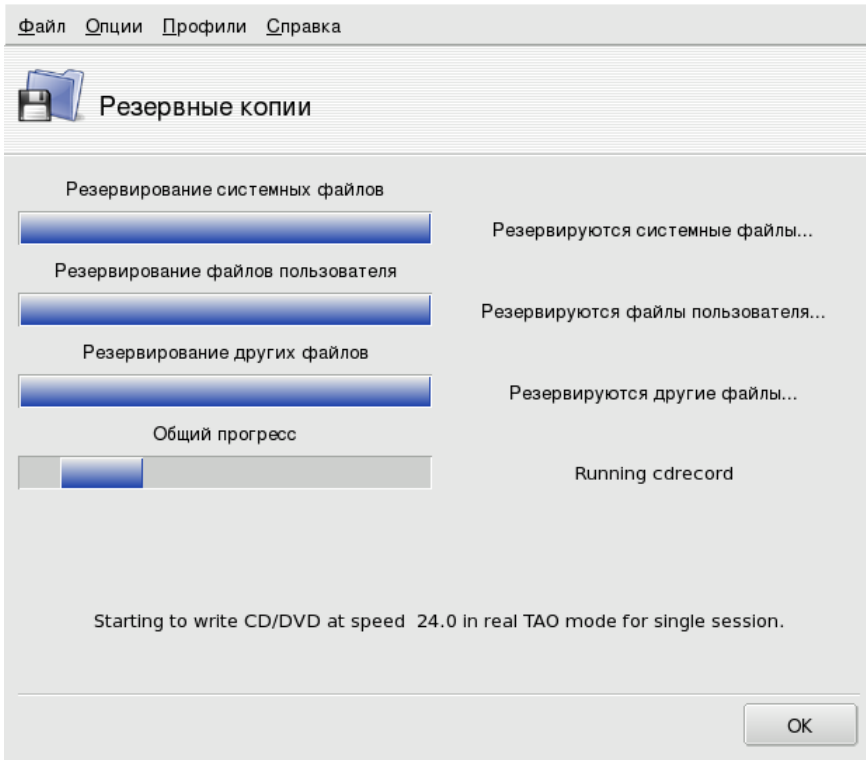 Файл Опции Профили Справка
Резервные копии
Резервирование системных файлов
Резервируются системные файлы...
Резервирование файлов пользователя
Резервируются файлы пользователя...
Резервирование других файлов
Резервируются другие файлы...
Общий прогресс
Running cdrecord
Starting to write CD/DVD at speed  24.0 in real TAO mode for single session.
OK